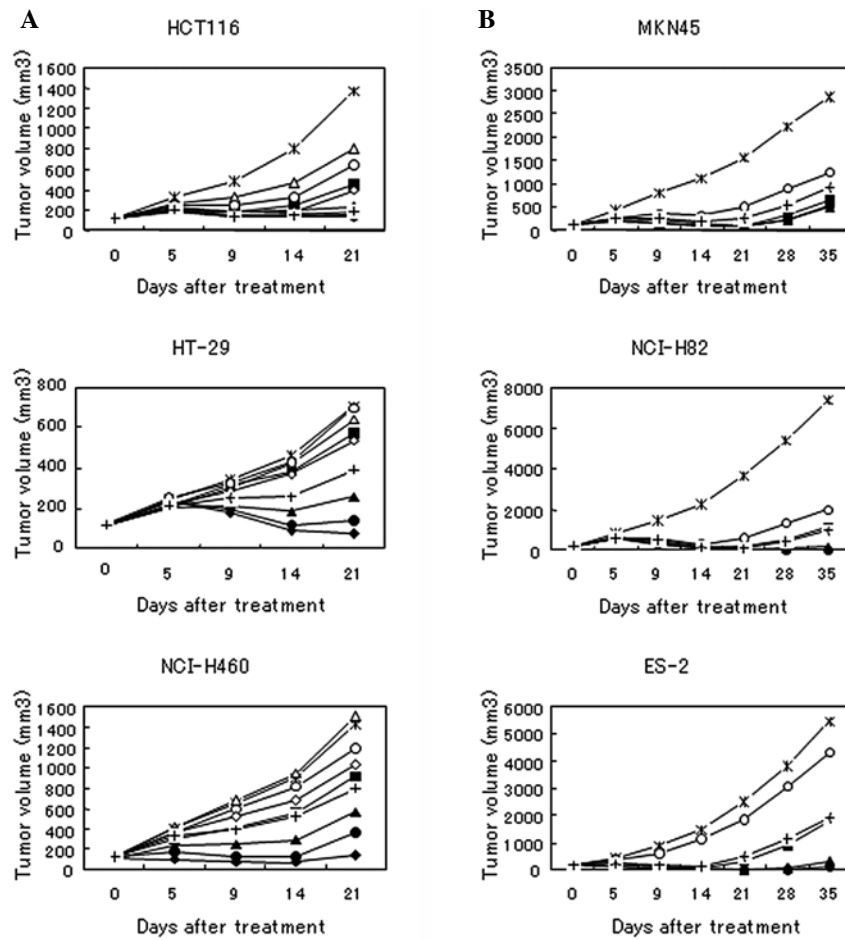 A
HCT116
Tumor volume (mm3)
1600
1400
1200
1000
800
600
400
200
0
0 5 9 14 21
Days after treatment
HT-29
Tumor volume (mm3)
800
600
400
200
0
0 5 9 14 21
Days after treatment
NCI-H460
Tumor volume (mm3)
1600
1400
1200
1000
800
600
400
200
0
0 5 9 14 21
Days after treatment
B
MKN45
Tumor volume (mm3)
3500
3000
2500
2000
1500
1000
500
0
0 5 9 14 21 28 35
Days after treatment
NCI-H82
Tumor volume (mm3)
8000
6000
4000
2000
0
0 5 9 14 21 28 35
Days after treatment
ES-2
Tumor volume (mm3)
6000
5000
4000
3000
2000
1000
0
0 5 9 14 21 28 35
Days after treatment